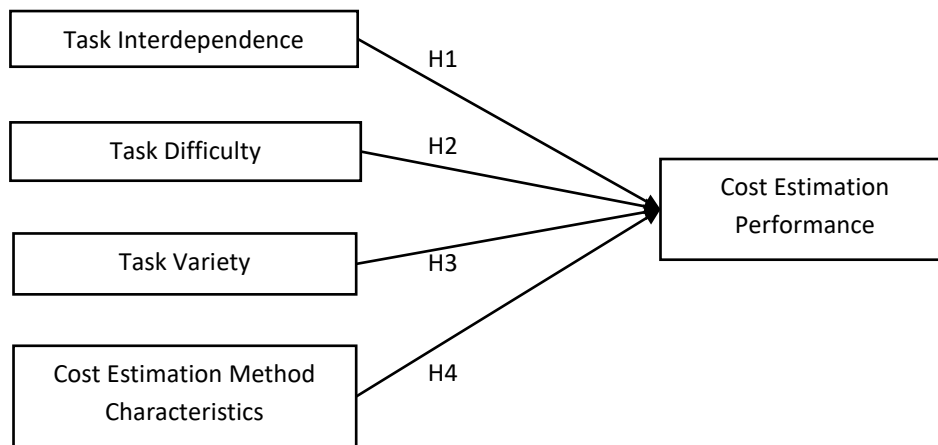 Task Interdependence
H1
Task Difficulty
H2
Cost Estimation
Performance
Task Variety
H3
Cost Estimation Method
Characteristics
H4